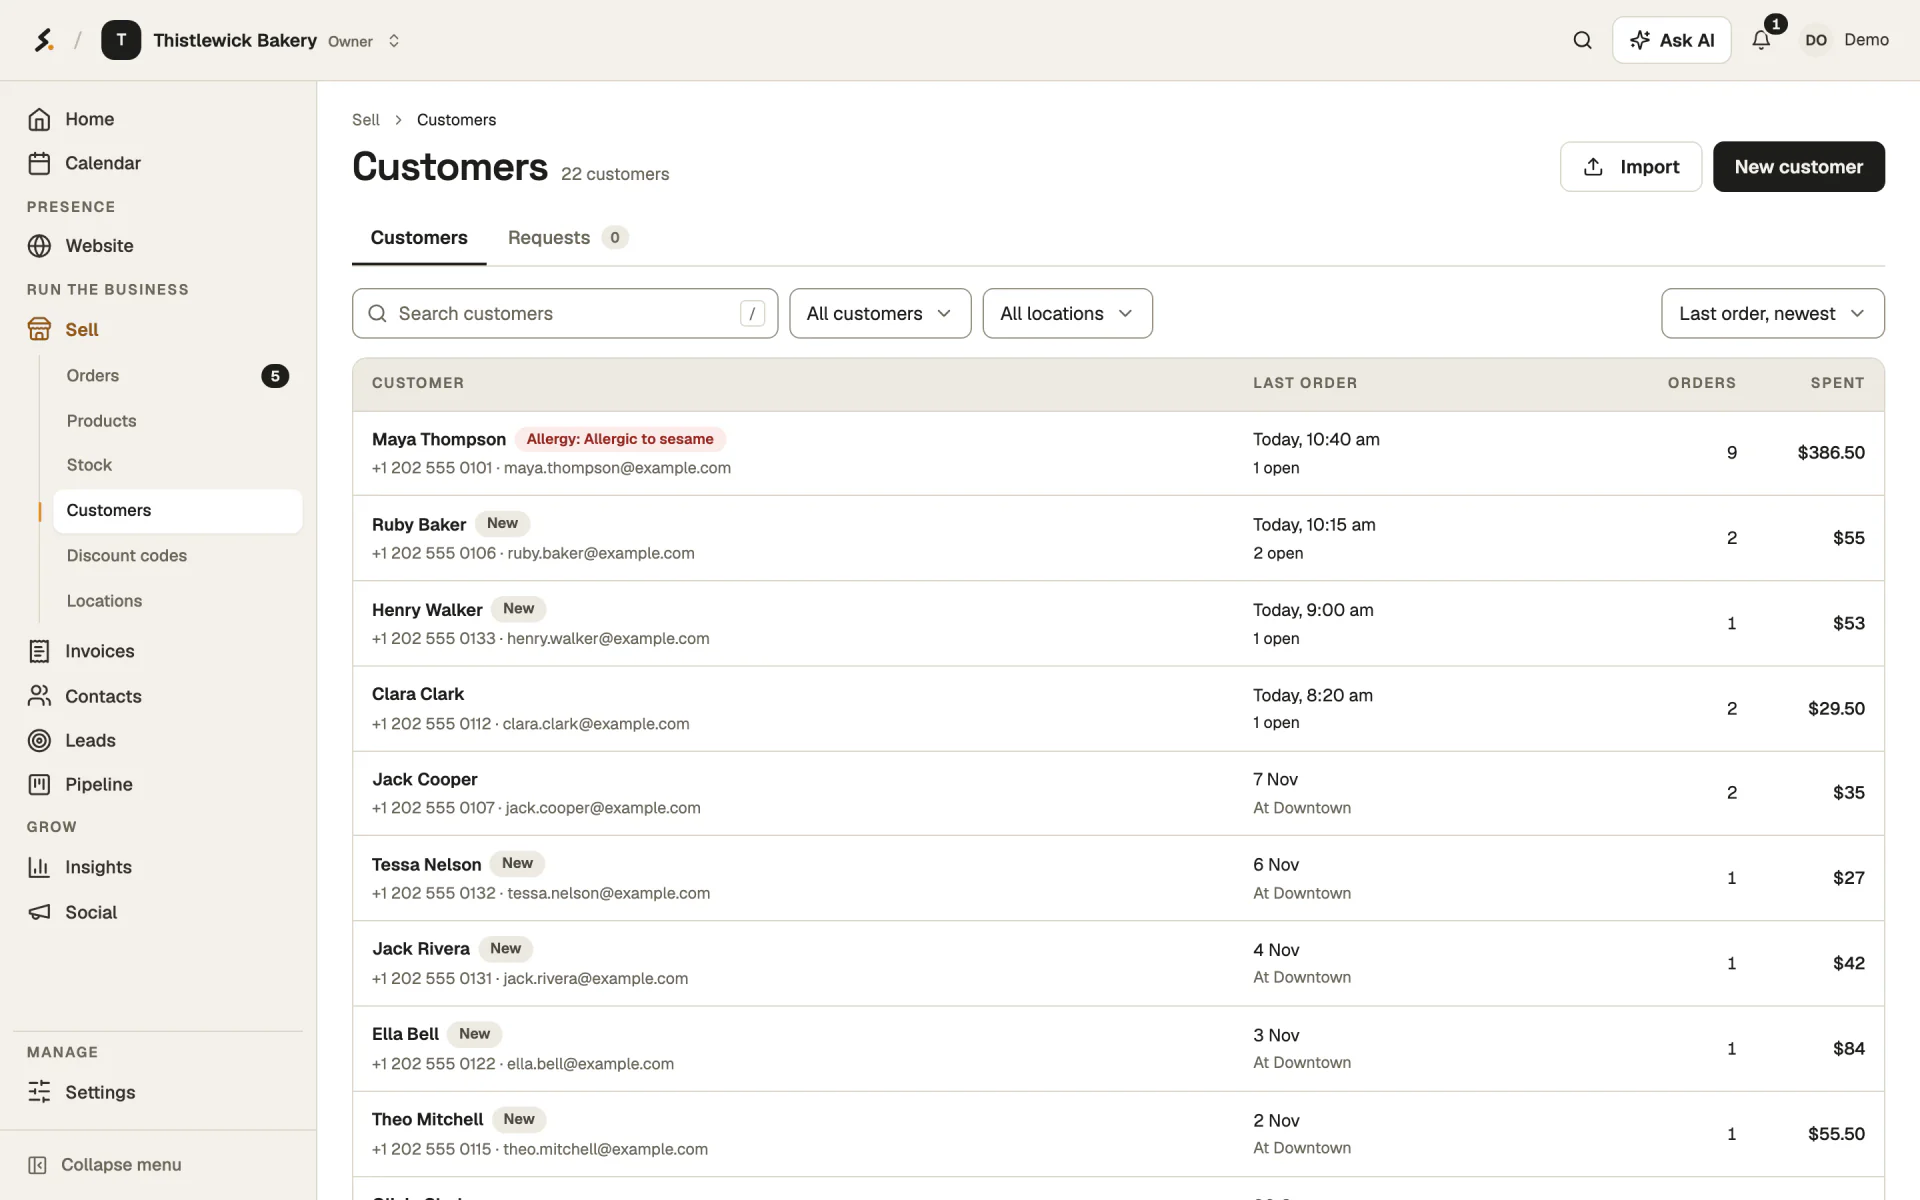 / T Thistlewick Bakery Owner
Ask AI
1
DO Demo
Home
Calendar
PRESENCE
Website
RUN THE BUSINESS
Sell
Orders 5
Products
Stock
Customers
Discount codes
Locations
Invoices
Contacts
Leads
Pipeline
GROW
Insights
Social
MANAGE
Settings
Collapse menu
Sell > Customers
Customers 22 customers
Import
New customer
Customers
Requests 0
Search customers /
All customers
All locations
Last order, newest
CUSTOMER LAST ORDER ORDERS SPENT
Maya Thompson Allergy: Allergic to sesame
+1 202 555 0101 · maya.thompson@example.com
Today, 10:40 am
1 open
9
$386.50
Ruby Baker New
+1 202 555 0106 · ruby.baker@example.com
Today, 10:15 am
2 open
2
$55
Henry Walker New
+1 202 555 0133 · henry.walker@example.com
Today, 9:00 am
1 open
1
$53
Clara Clark
+1 202 555 0112 · clara.clark@example.com
Today, 8:20 am
1 open
2
$29.50
Jack Cooper
+1 202 555 0107 · jack.cooper@example.com
7 Nov
At Downtown
2
$35
Tessa Nelson New
+1 202 555 0132 · tessa.nelson@example.com
6 Nov
At Downtown
1
$27
Jack Rivera New
+1 202 555 0131 · jack.rivera@example.com
4 Nov
At Downtown
1
$42
Ella Bell New
+1 202 555 0122 · ella.bell@example.com
3 Nov
At Downtown
1
$84
Theo Mitchell New
+1 202 555 0115 · theo.mitchell@example.com
2 Nov
At Downtown
1
$55.50